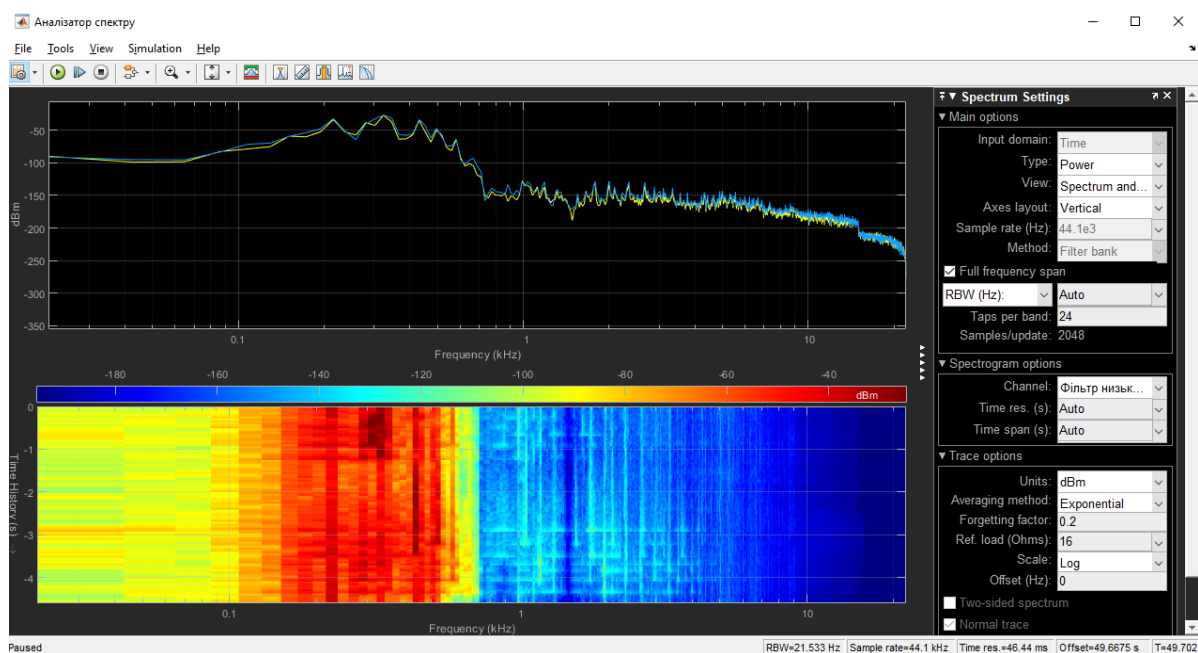 Аналізатор спектру
File Tools View Simulation Help
Spectrum Settings
Main options
Input domain: Time
Type: Power
View: Spectrum and...
Axes layout: Vertical
Sample rate (Hz): 44.1e3
Method: Filter bank
Full frequency span
RBW (Hz): Auto
Taps per band: 24
Samples/update: 2048
Spectrogram options
Channel: Фільтр низьк...
Time res. (s): Auto
Time span (s): Auto
Trace options
Units: dBm
Averaging method: Exponential
Forgetting factor: 0.2
Ref. load (Ohms): 16
Scale: Log
Offset (Hz): 0
Two-sided spectrum
Normal trace
-50
-100
-150
-200
-250
-300
-350
dBm
0.1 1 10
Frequency (kHz)
-180 -160 -140 -120 -100 -80 -60 -40
dBm
0
-1
-2
-3
-4
Time History (s)
0.1 1 10
Frequency (kHz)
Paused
RBW=21.533 Hz Sample rate=44.1 kHz Time res.=46.44 ms Offset=49.6675 s T=49.702